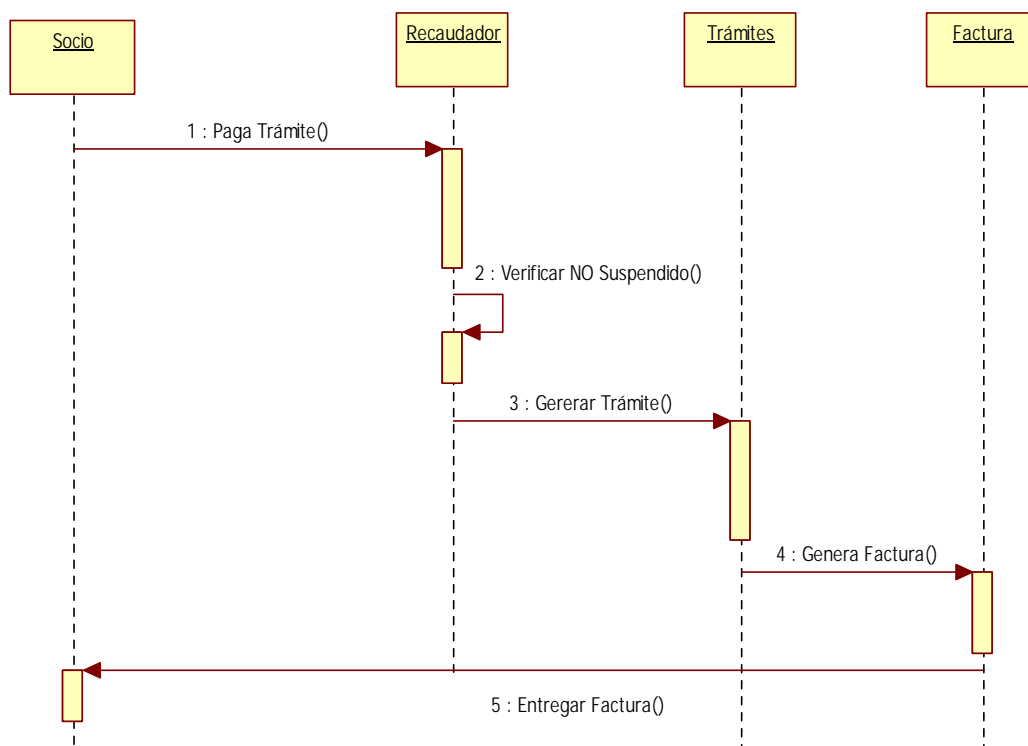 Socio
Recaudador
Trámites
Factura
1 : Paga Trámite()
2 : Verificar NO Suspendido()
3 : Gererar Trámite()
4 : Genera Factura()
5 : Entregar Factura()